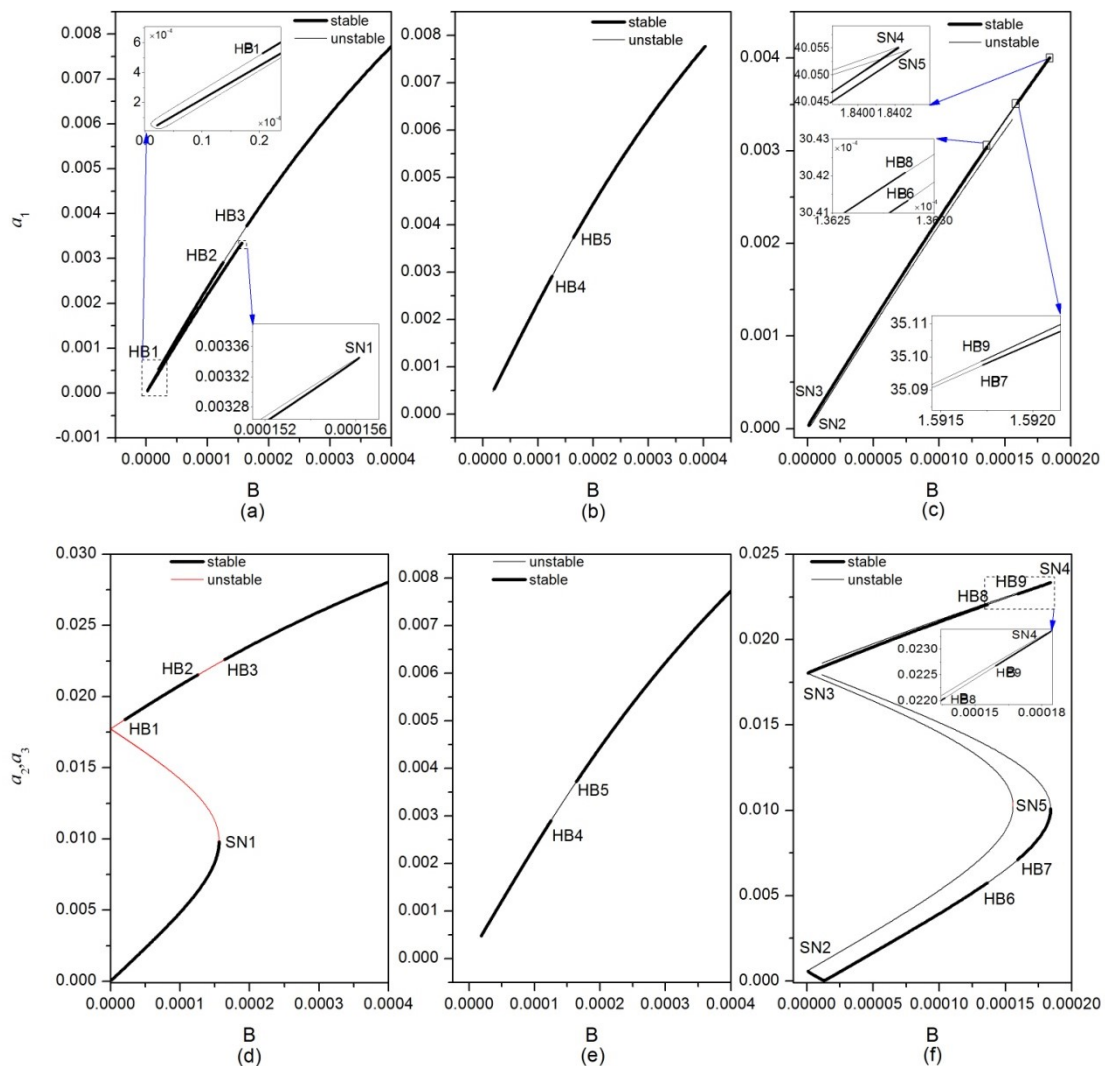 0.008
0.007
0.006
0.005
0.004
0.003
0.002
0.001
0.000
-0.001
a₁
stable
unstable
6
×10⁻⁴
4
2
HB1
0
0.1
0.2
×10⁻⁴
HB3
HB2
HB1
0.00336
0.00332
0.00328
SN1
0.000152
0.000156
0.0000
0.0001
0.0002
0.0003
0.0004
B
(a)
0.008
0.007
0.006
0.005
0.004
0.003
0.002
0.001
0.000
stable
unstable
HB5
HB4
0.0000
0.0001
0.0002
0.0003
0.0004
B
(b)
0.004
0.003
0.002
0.001
0.000
stable
unstable
40.055
40.050
40.045
SN4
SN5
1.8400
1.8402
30.43
×10⁻⁴
30.42
30.41
HB8
HB6
×10⁻⁴
1.3625
1.3630
35.11
35.10
35.09
HB9
HB7
1.5915
1.5920
SN3
SN2
0.00000
0.00005
0.00010
0.00015
0.00020
B
(c)
0.030
0.025
0.020
0.015
0.010
0.005
0.000
a₂,a₃
stable
unstable
HB2
HB3
HB1
SN1
0.0000
0.0001
0.0002
0.0003
0.0004
B
(d)
0.008
0.007
0.006
0.005
0.004
0.003
0.002
0.001
0.000
unstable
stable
HB5
HB4
0.0000
0.0001
0.0002
0.0003
0.0004
B
(e)
0.025
0.020
0.015
0.010
0.005
0.000
stable
unstable
SN4
HB9
HB8
0.0230
0.0225
0.0220
SN4
HB9
HB8
0.00015
0.00018
SN3
SN5
HB7
HB6
SN2
0.00000
0.00005
0.00010
0.00015
0.00020
B
(f)